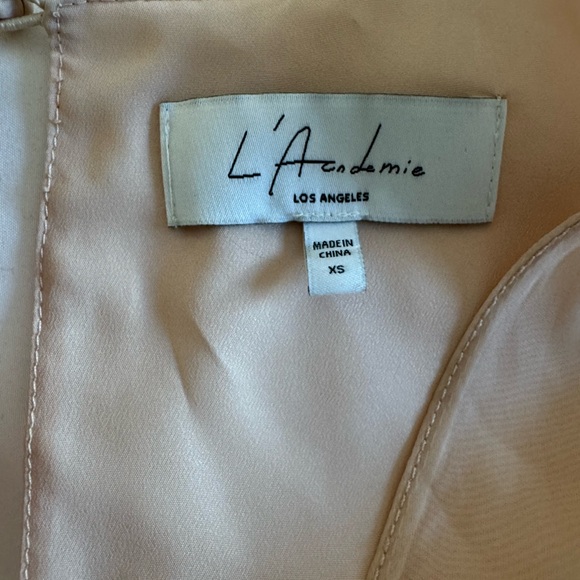 L'Academie
LOS ANGELES
MADE IN
CHINA
XS